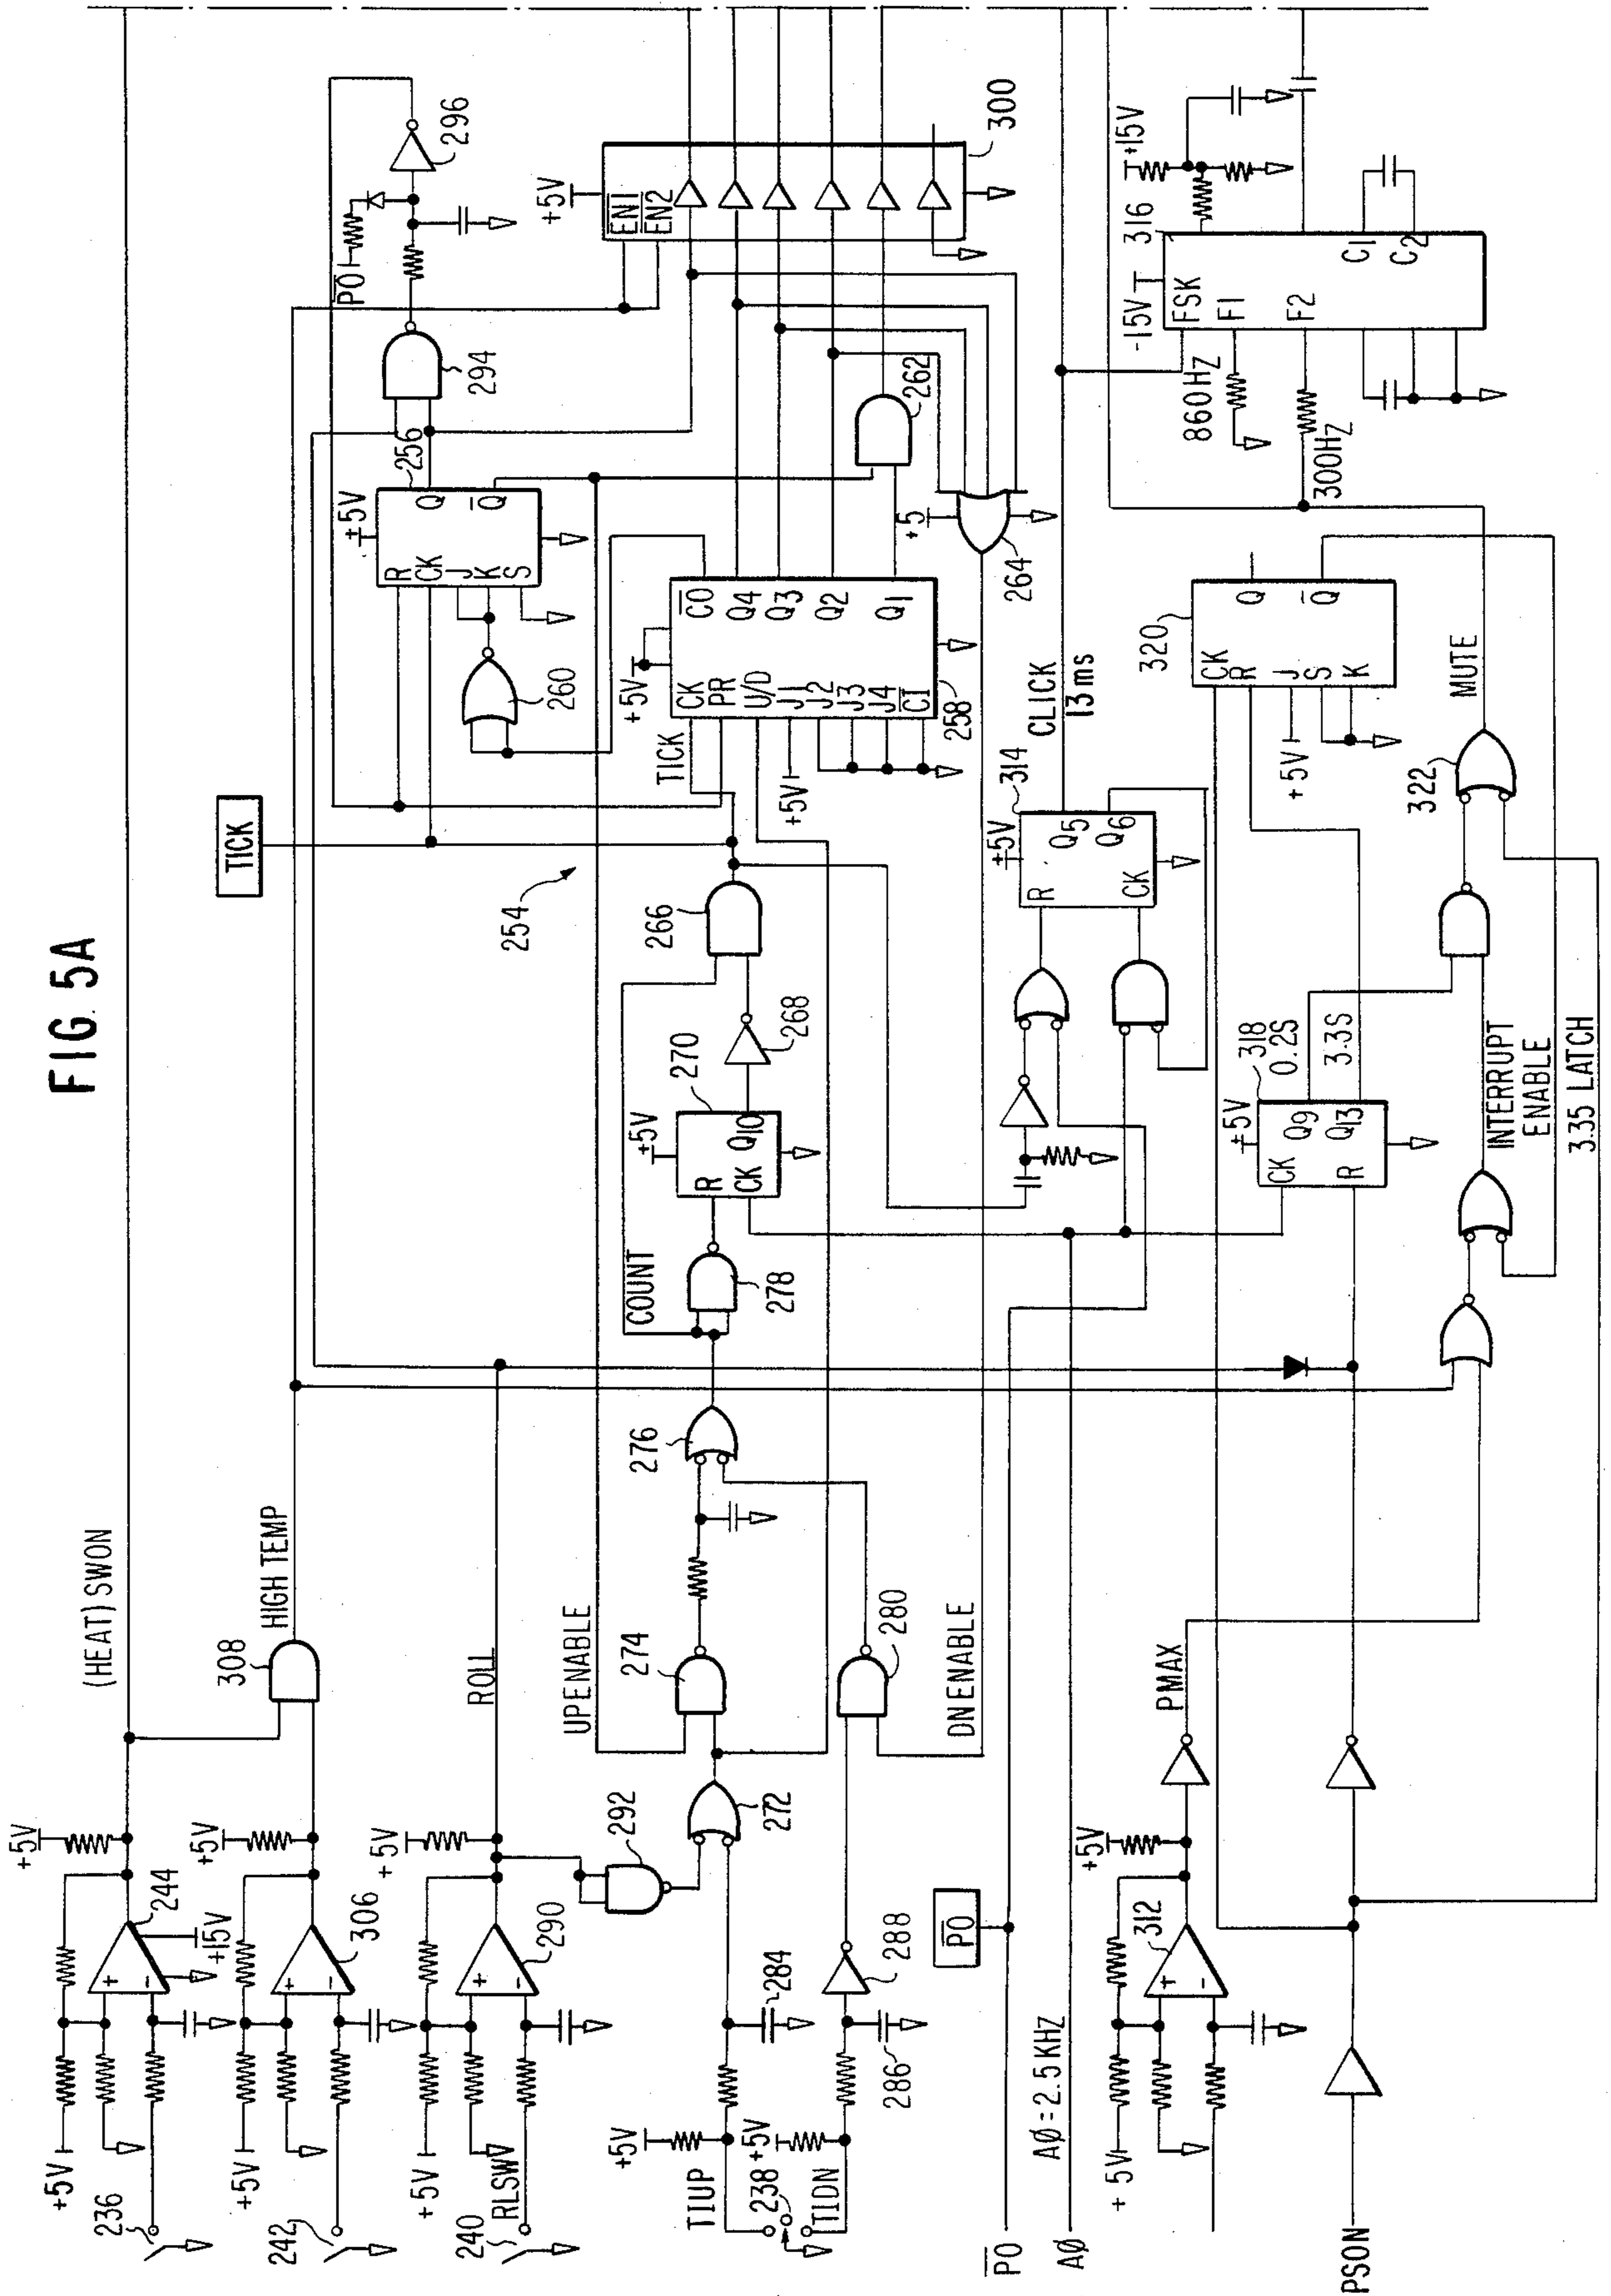 FIG. 5A
+5V
+5V
236
244
+15V
(HEAT) SWON
+5V
+5V
242
306
308
HIGH TEMP
+5V
+5V
RLSW
240
290
ROLL
292
+5V
TIUP
238
+5V
TIDN
284
286
288
272
UPENABLE
274
280
DNENABLE
276
COUNT
278
+5V
R
CK
Q10
270
268
266
254
TICK
TICK
+5V
CK
PR
U/D
J1
J2
J3
J4
CI
CO
Q4
Q3
Q2
Q1
258
+5V
260
+5V
R
CK
J
K
S
Q
Q
256
294
PO
296
+5V
EN1
EN2
300
262
+5
264
PO
PO
AØ
AØ=2.5KHZ
+5V
R
CK
Q5
Q6
314
CLICK
13 ms
+5V
+5V
312
PMAX
PSON
+5V
CK
R
Q9
Q13
318
0.2S
3.3S
INTERRUPT
ENABLE
3.35 LATCH
320
CK
R
J
S
K
Q
Q
+5V
322
MUTE
-15V
316
FSK
F1
F2
C1
C2
860HZ
300HZ
+15V